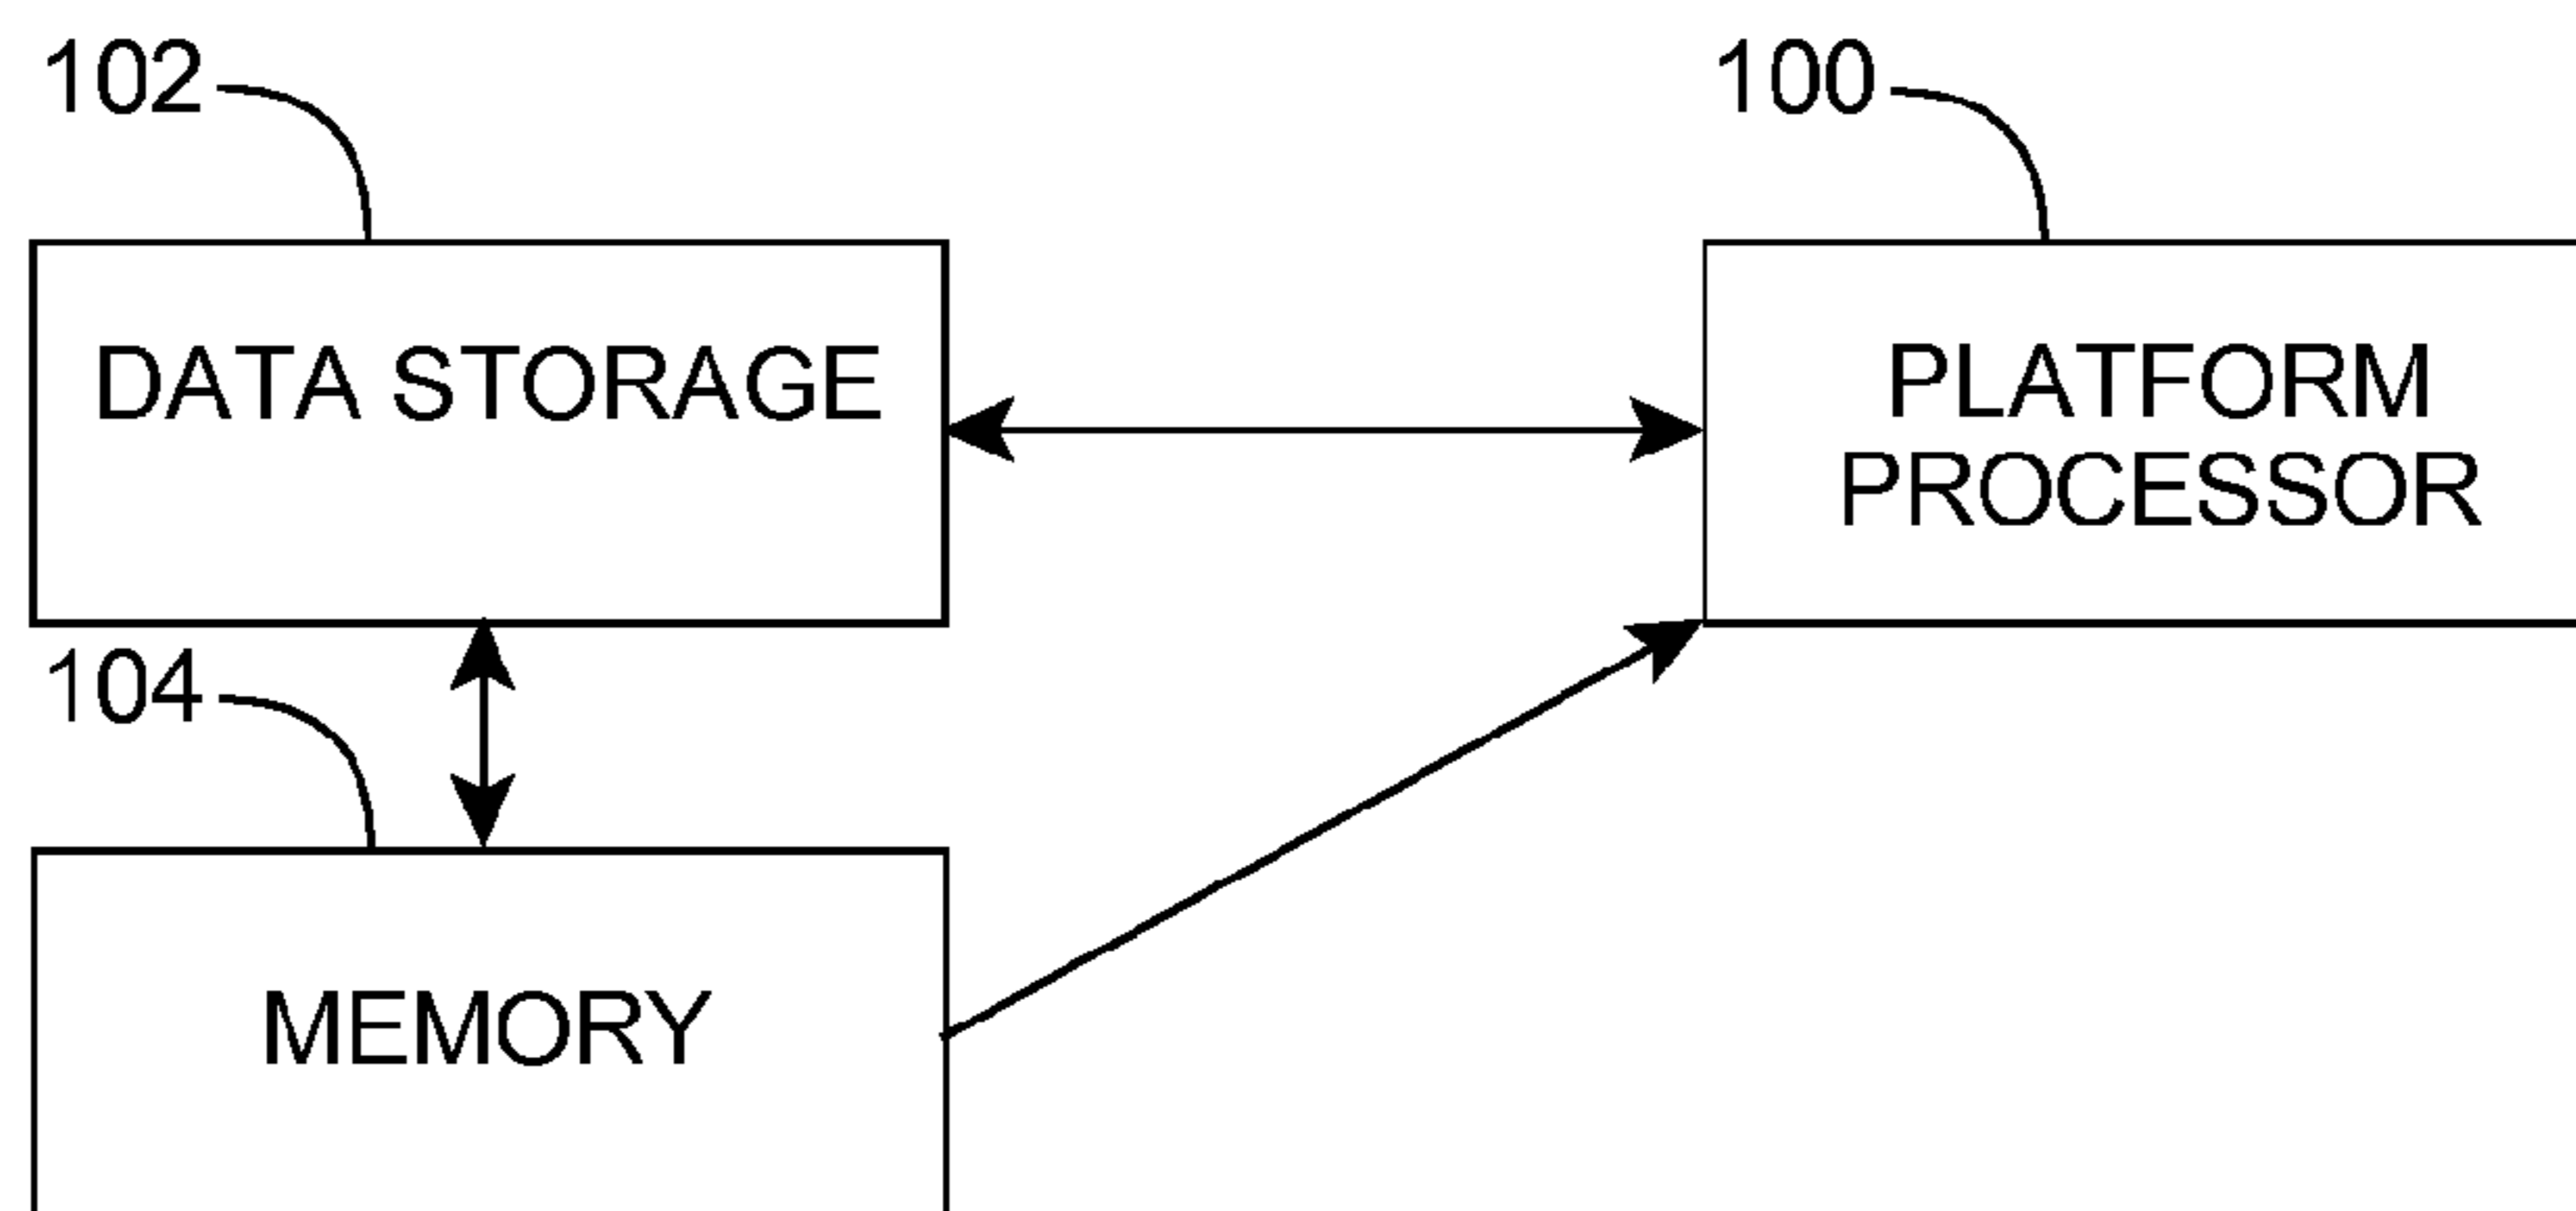 102
100
DATA STORAGE
PLATFORM
PROCESSOR
104
MEMORY